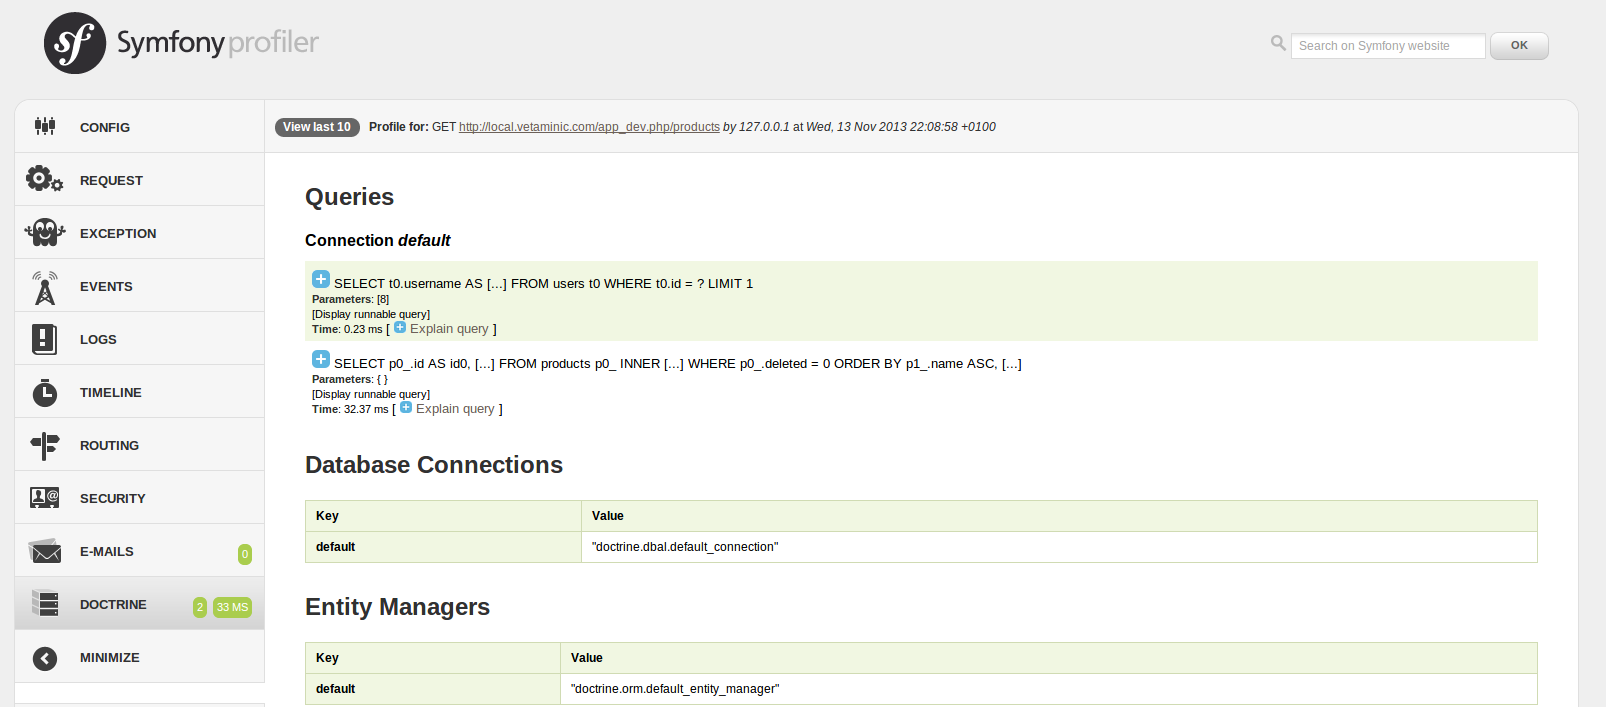 sf Symfony profiler
Search on Symfony website
OK
CONFIG
REQUEST
EXCEPTION
EVENTS
LOGS
TIMELINE
ROUTING
SECURITY
E-MAILS 0
DOCTRINE 2 33 MS
MINIMIZE
View last 10 Profile for: GET http://local.vetaminic.com/app_dev.php/products by 127.0.0.1 at Wed, 13 Nov 2013 22:08:58 +0100
Queries
Connection default
SELECT t0.username AS [...] FROM users t0 WHERE t0.id = ? LIMIT 1
Parameters: [8]
[Display runnable query]
Time: 0.23 ms [ Explain query ]
SELECT p0_.id AS id0, [...] FROM products p0_ INNER [...] WHERE p0_.deleted = 0 ORDER BY p1_.name ASC, [...]
Parameters: { }
[Display runnable query]
Time: 32.37 ms [ Explain query ]
Database Connections
Key Value
default "doctrine.dbal.default_connection"
Entity Managers
Key Value
default "doctrine.orm.default_entity_manager"